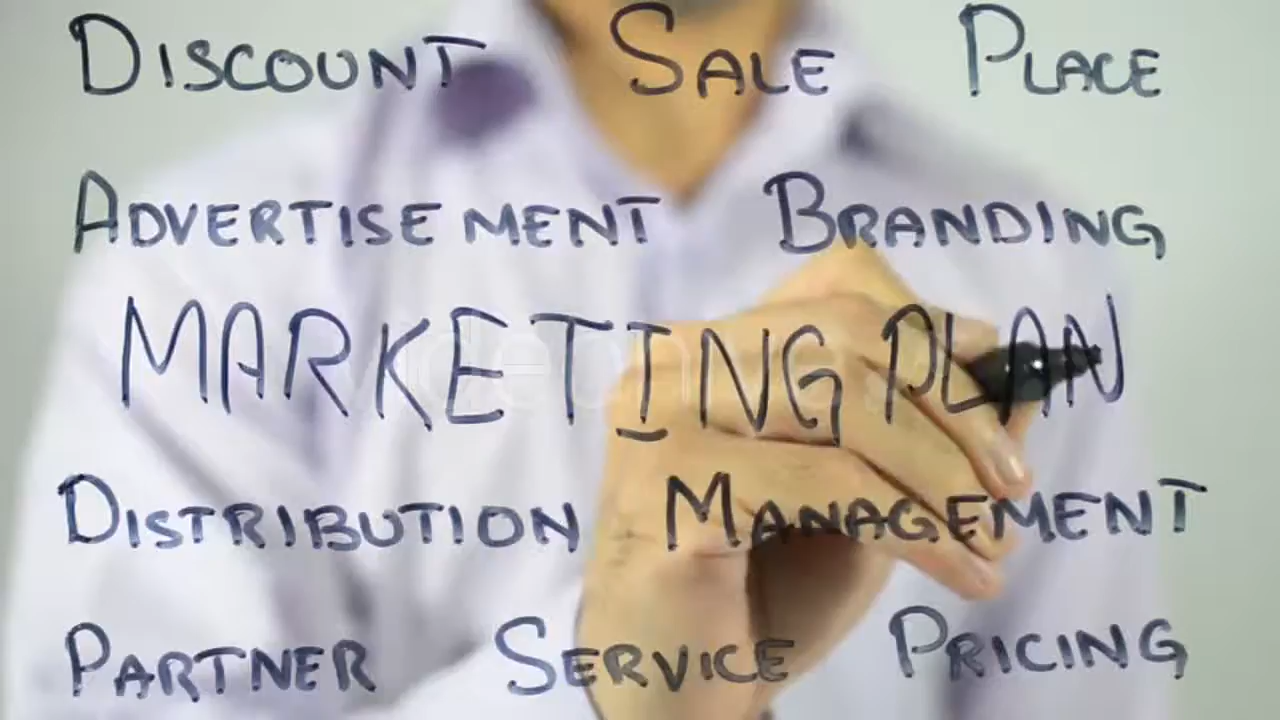 DISCOUNT SALE PLACE
ADVERTISEMENT BRANDING
MARKETING PLAN
DISTRIBUTION MANAGEMENT
PARTNER SERVICE PRICING